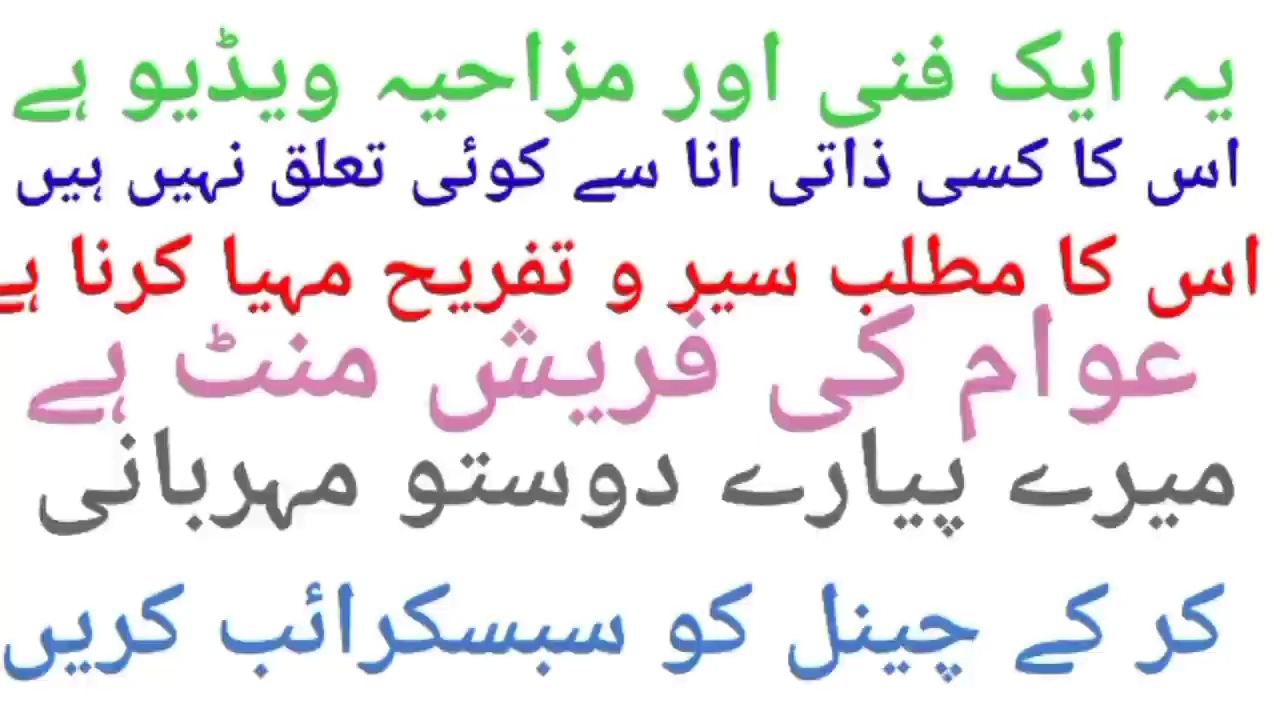 یہ ایک فنی اور مزاحیہ ویڈیو ہے
اس کا کسی ذاتی انا سے کوئی تعلق نہیں ہیں
اس کا مطلب سیر و تفریح مہیا کرنا ہے
عوام کی فریش منٹ ہے
میرے پیارے دوستو مہربانی
کر کے چینل کو سبسکرائب کریں